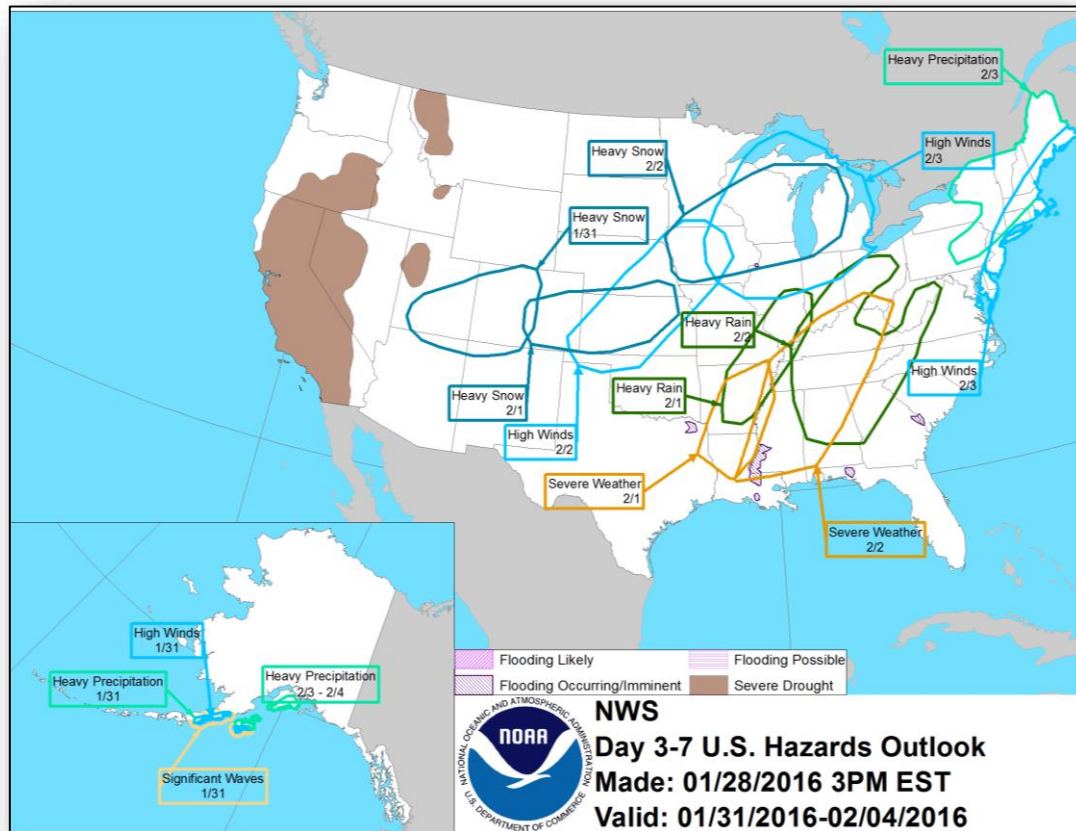 Heavy Precipitation
2/3
High Winds
2/3
Heavy Snow
2/2
Heavy Snow
1/31
Heavy Rain
2/2
Heavy Snow
2/1
Heavy Rain
2/1
High Winds
2/3
High Winds
2/2
Severe Weather
2/1
Severe Weather
2/2
High Winds
1/31
Heavy Precipitation
1/31
Heavy Precipitation
2/3 - 2/4
Significant Waves
1/31
Flooding Likely
Flooding Possible
Flooding Occurring/Imminent
Severe Drought
NATIONAL OCEANIC AND ATMOSPHERIC ADMINISTRATION
NOAA
U.S. DEPARTMENT OF COMMERCE
NWS
Day 3-7 U.S. Hazards Outlook
Made: 01/28/2016 3PM EST
Valid: 01/31/2016-02/04/2016